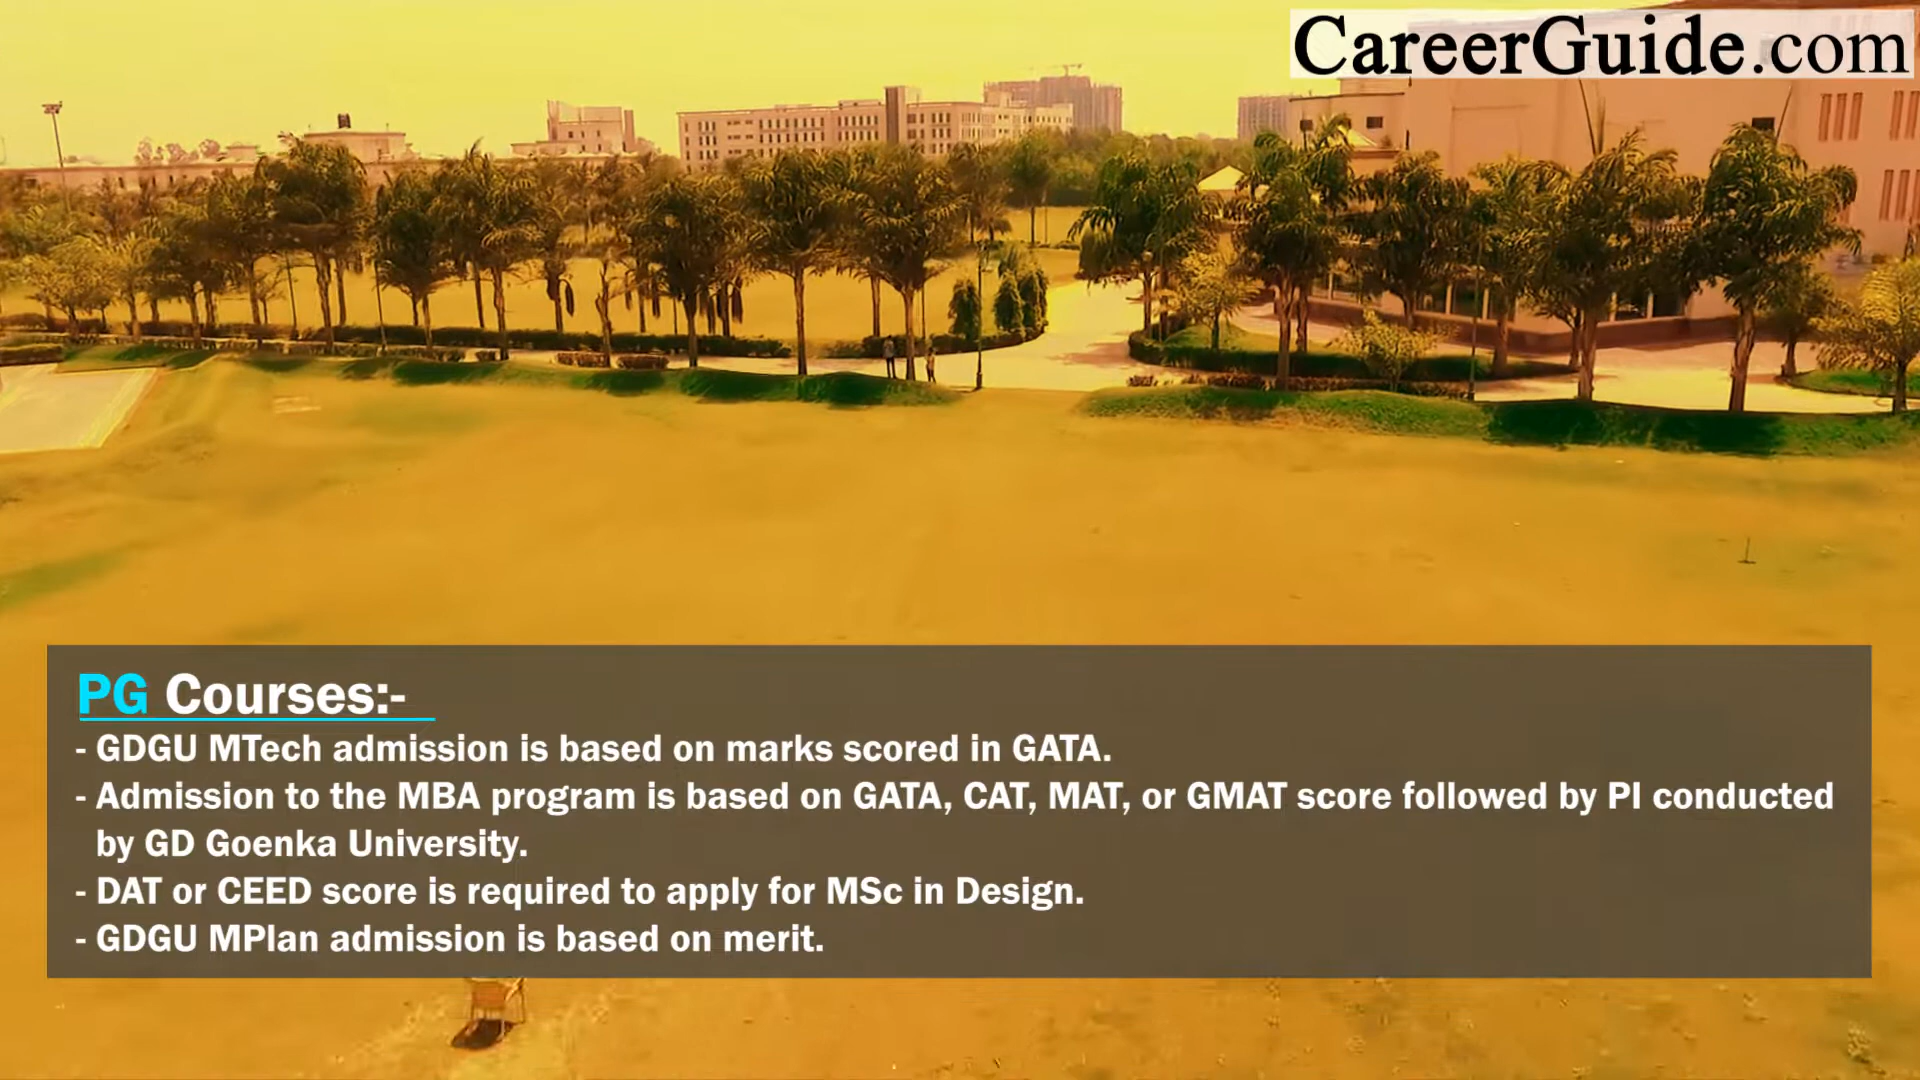 CareerGuide.com
PG Courses:-
- GDGU MTech admission is based on marks scored in GATA.
- Admission to the MBA program is based on GATA, CAT, MAT, or GMAT score followed by PI conducted
by GD Goenka University.
- DAT or CEED score is required to apply for MSc in Design.
- GDGU MPlan admission is based on merit.